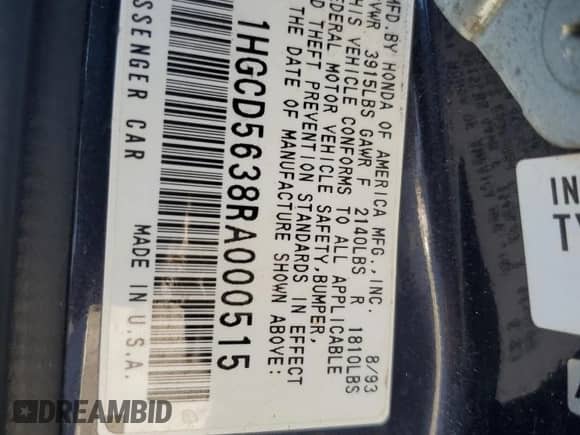 MFD.BY HONDA OF AMERICA MFG.,INC. 8/93
GVWR 3915LBS GAWR F 2140LBS R 1810LBS
THIS VEHICLE CONFORMS TO ALL APPLICABLE
FEDERAL MOTOR VEHICLE SAFETY,BUMPER,
AND THEFT PREVENTION STANDARDS IN EFFECT
THE DATE OF MANUFACTURE SHOWN ABOVE:
1HGCD5638RA000515
PASSENGER CAR MADE IN U.S.A.
IN
DREAMBID